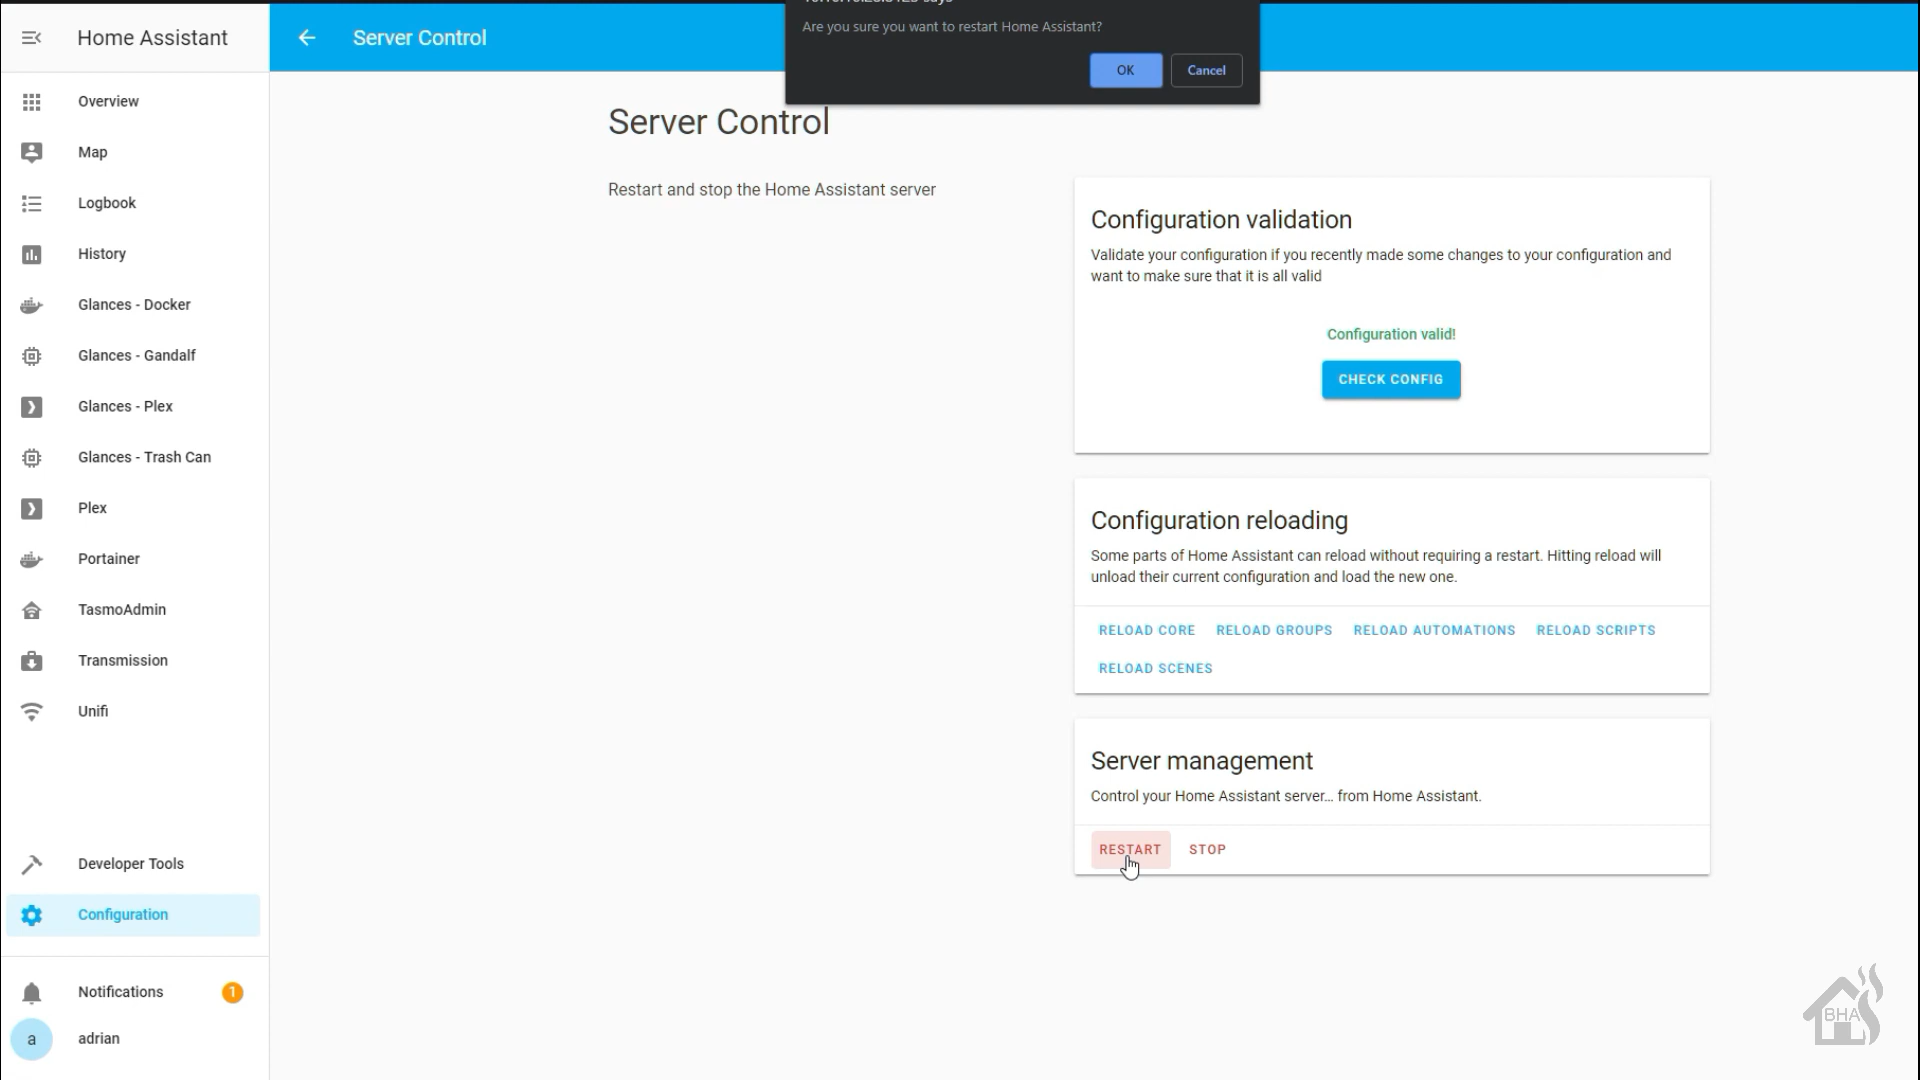 Home Assistant
Server Control
Are you sure you want to restart Home Assistant?
OK
Cancel
Overview
Map
Logbook
History
Glances - Docker
Glances - Gandalf
Glances - Plex
Glances - Trash Can
Plex
Portainer
TasmoAdmin
Transmission
Unifi
Developer Tools
Configuration
Notifications
1
a
adrian
Server Control
Restart and stop the Home Assistant server
Configuration validation
Validate your configuration if you recently made some changes to your configuration and
want to make sure that it is all valid
Configuration valid!
CHECK CONFIG
Configuration reloading
Some parts of Home Assistant can reload without requiring a restart. Hitting reload will
unload their current configuration and load the new one.
RELOAD CORE RELOAD GROUPS RELOAD AUTOMATIONS RELOAD SCRIPTS
RELOAD SCENES
Server management
Control your Home Assistant server... from Home Assistant.
RESTART STOP
BHA